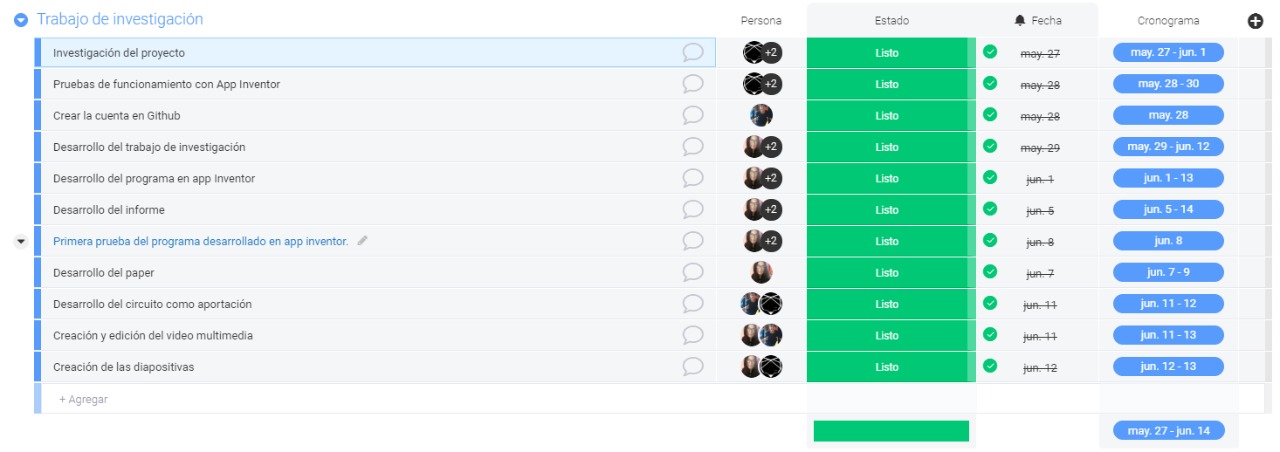 Trabajo de investigación Persona Estado Fecha Cronograma
Investigación del proyecto +2 Listo may. 27 may. 27 - jun. 1
Pruebas de funcionamiento con App Inventor +2 Listo may. 28 may. 28 - 30
Crear la cuenta en Github Listo may. 28 may. 28
Desarrollo del trabajo de investigación +2 Listo may. 29 may. 29 - jun. 12
Desarrollo del programa en app Inventor +2 Listo jun. 1 jun. 1 - 13
Desarrollo del informe +2 Listo jun. 5 jun. 5 - 14
Primera prueba del programa desarrollado en app inventor. +2 Listo jun. 8 jun. 8
Desarrollo del paper Listo jun. 7 jun. 7 - 9
Desarrollo del circuito como aportación Listo jun. 11 jun. 11 - 12
Creación y edición del video multimedia Listo jun. 11 jun. 11 - 13
Creación de las diapositivas Listo jun. 12 jun. 12 - 13
+ Agregar
may. 27 - jun. 14